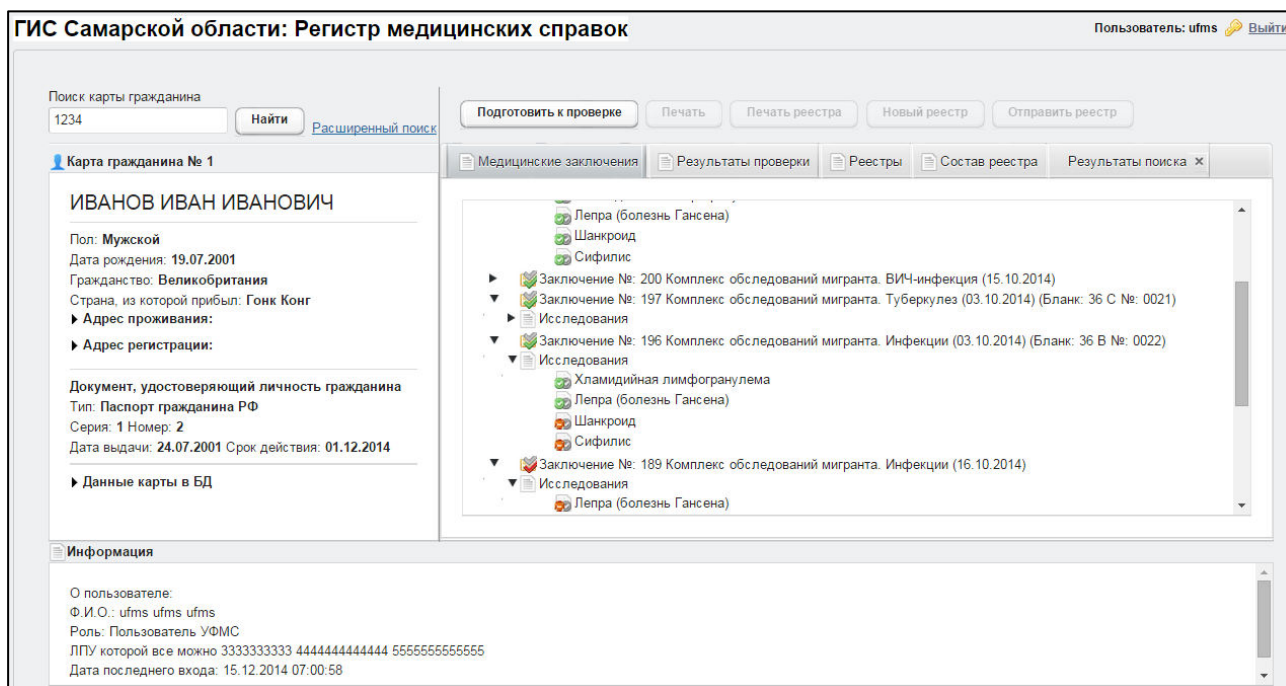 ГИС Самарской области: Регистр медицинских справок
Пользователь: ufms Выйти
Поиск карты гражданина
1234
Найти
Расширенный поиск
Карта гражданина № 1
ИВАНОВ ИВАН ИВАНОВИЧ
Пол: Мужской
Дата рождения: 19.07.2001
Гражданство: Великобритания
Страна, из которой прибыл: Гонк Конг
Адрес проживания:
Адрес регистрации:
Документ, удостоверяющий личность гражданина
Тип: Паспорт гражданина РФ
Серия: 1 Номер: 2
Дата выдачи: 24.07.2001 Срок действия: 01.12.2014
Данные карты в БД
Подготовить к проверке Печать Печать реестра Новый реестр Отправить реестр
Медицинские заключения Результаты проверки Реестры Состав реестра Результаты поиска
Лепра (болезнь Гансена)
Шанкроид
Сифилис
Заключение №: 200 Комплекс обследований мигранта. ВИЧ-инфекция (15.10.2014)
Заключение №: 197 Комплекс обследований мигранта. Туберкулез (03.10.2014) (Бланк: 36 С №: 0021)
Исследования
Заключение №: 196 Комплекс обследований мигранта. Инфекции (03.10.2014) (Бланк: 36 В №: 0022)
Исследования
Хламидийная лимфогранулема
Лепра (болезнь Гансена)
Шанкроид
Сифилис
Заключение №: 189 Комплекс обследований мигранта. Инфекции (16.10.2014)
Исследования
Лепра (болезнь Гансена)
Информация
О пользователе:
Ф.И.О.: ufms ufms ufms
Роль: Пользователь УФМС
ЛПУ которой все можно 3333333333 4444444444444 5555555555555
Дата последнего входа: 15.12.2014 07:00:58